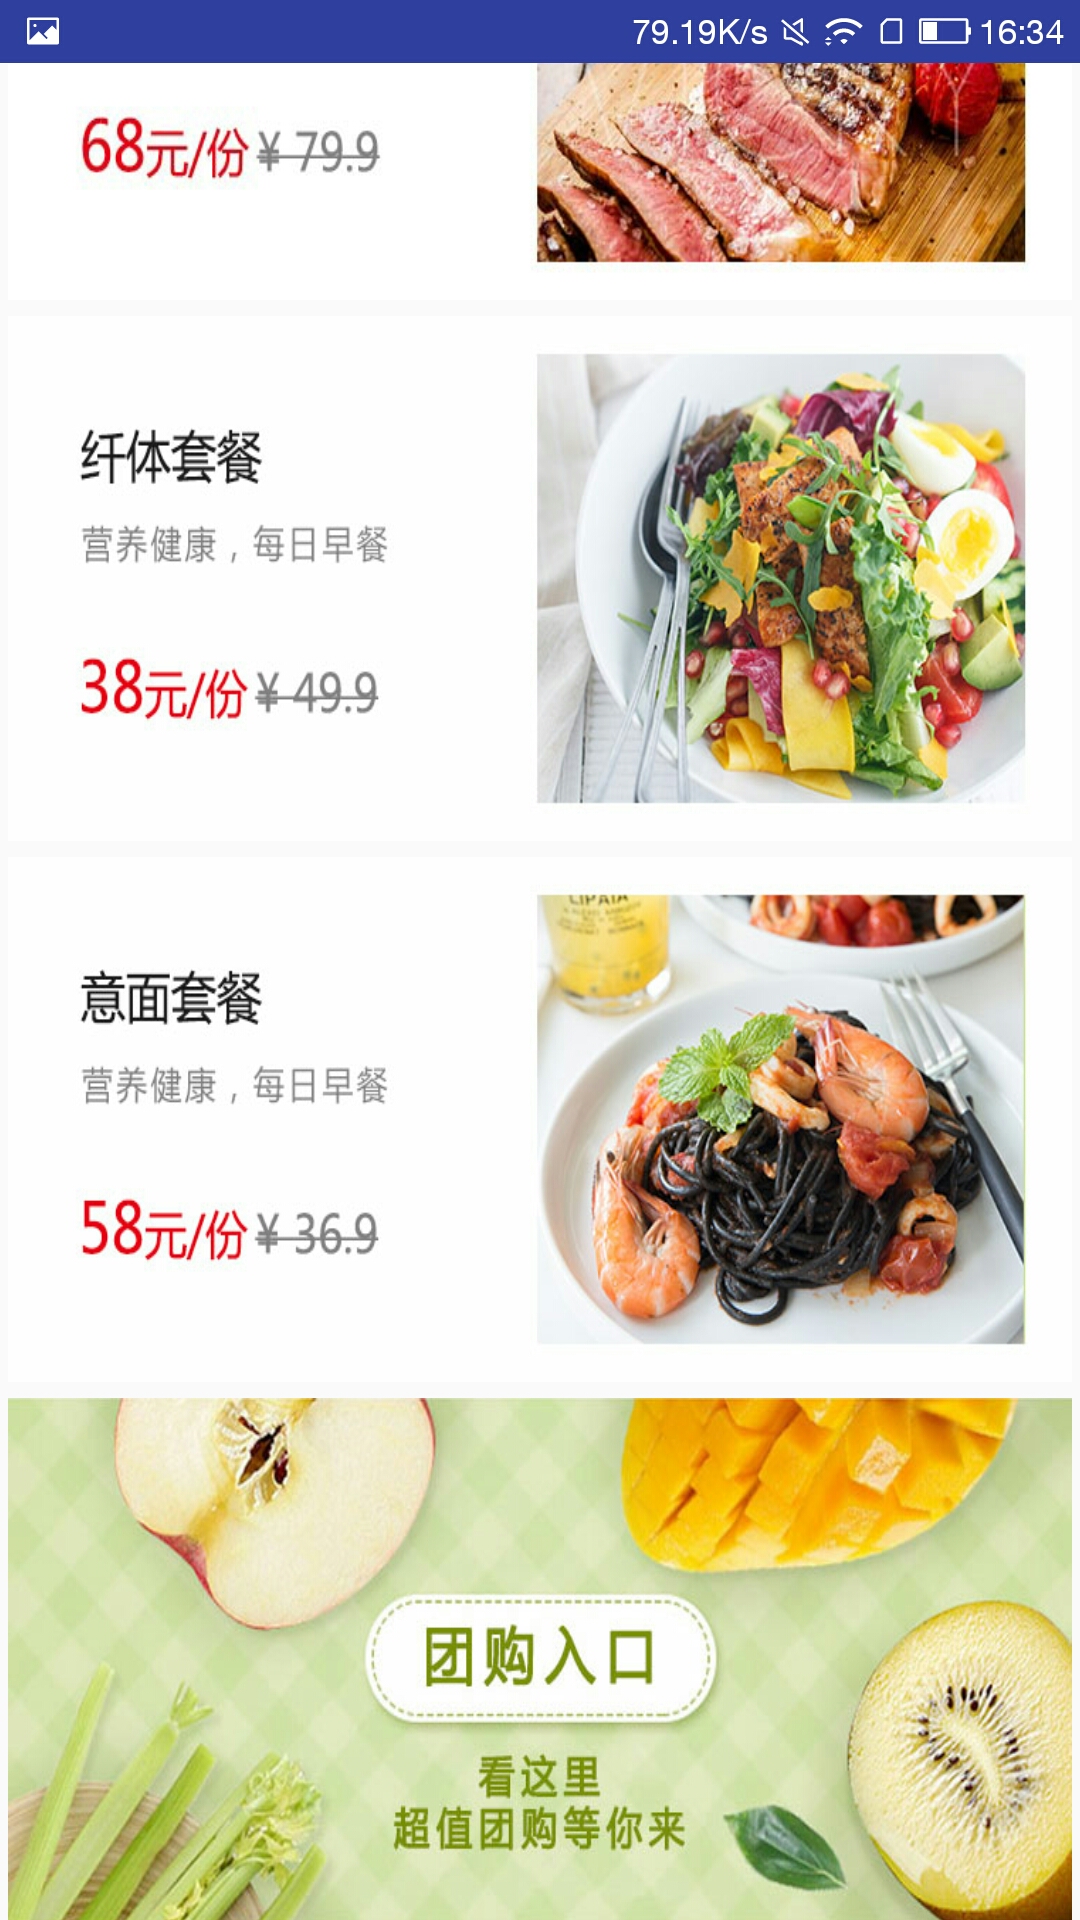 79.19K/s 16:34
68元/份 ¥ 79.9
纤体套餐
营养健康，每日早餐
38元/份 ¥ 49.9
LIPAIA
意面套餐
营养健康，每日早餐
58元/份 ¥ 36.9
团购入口
看这里
超值团购等你来